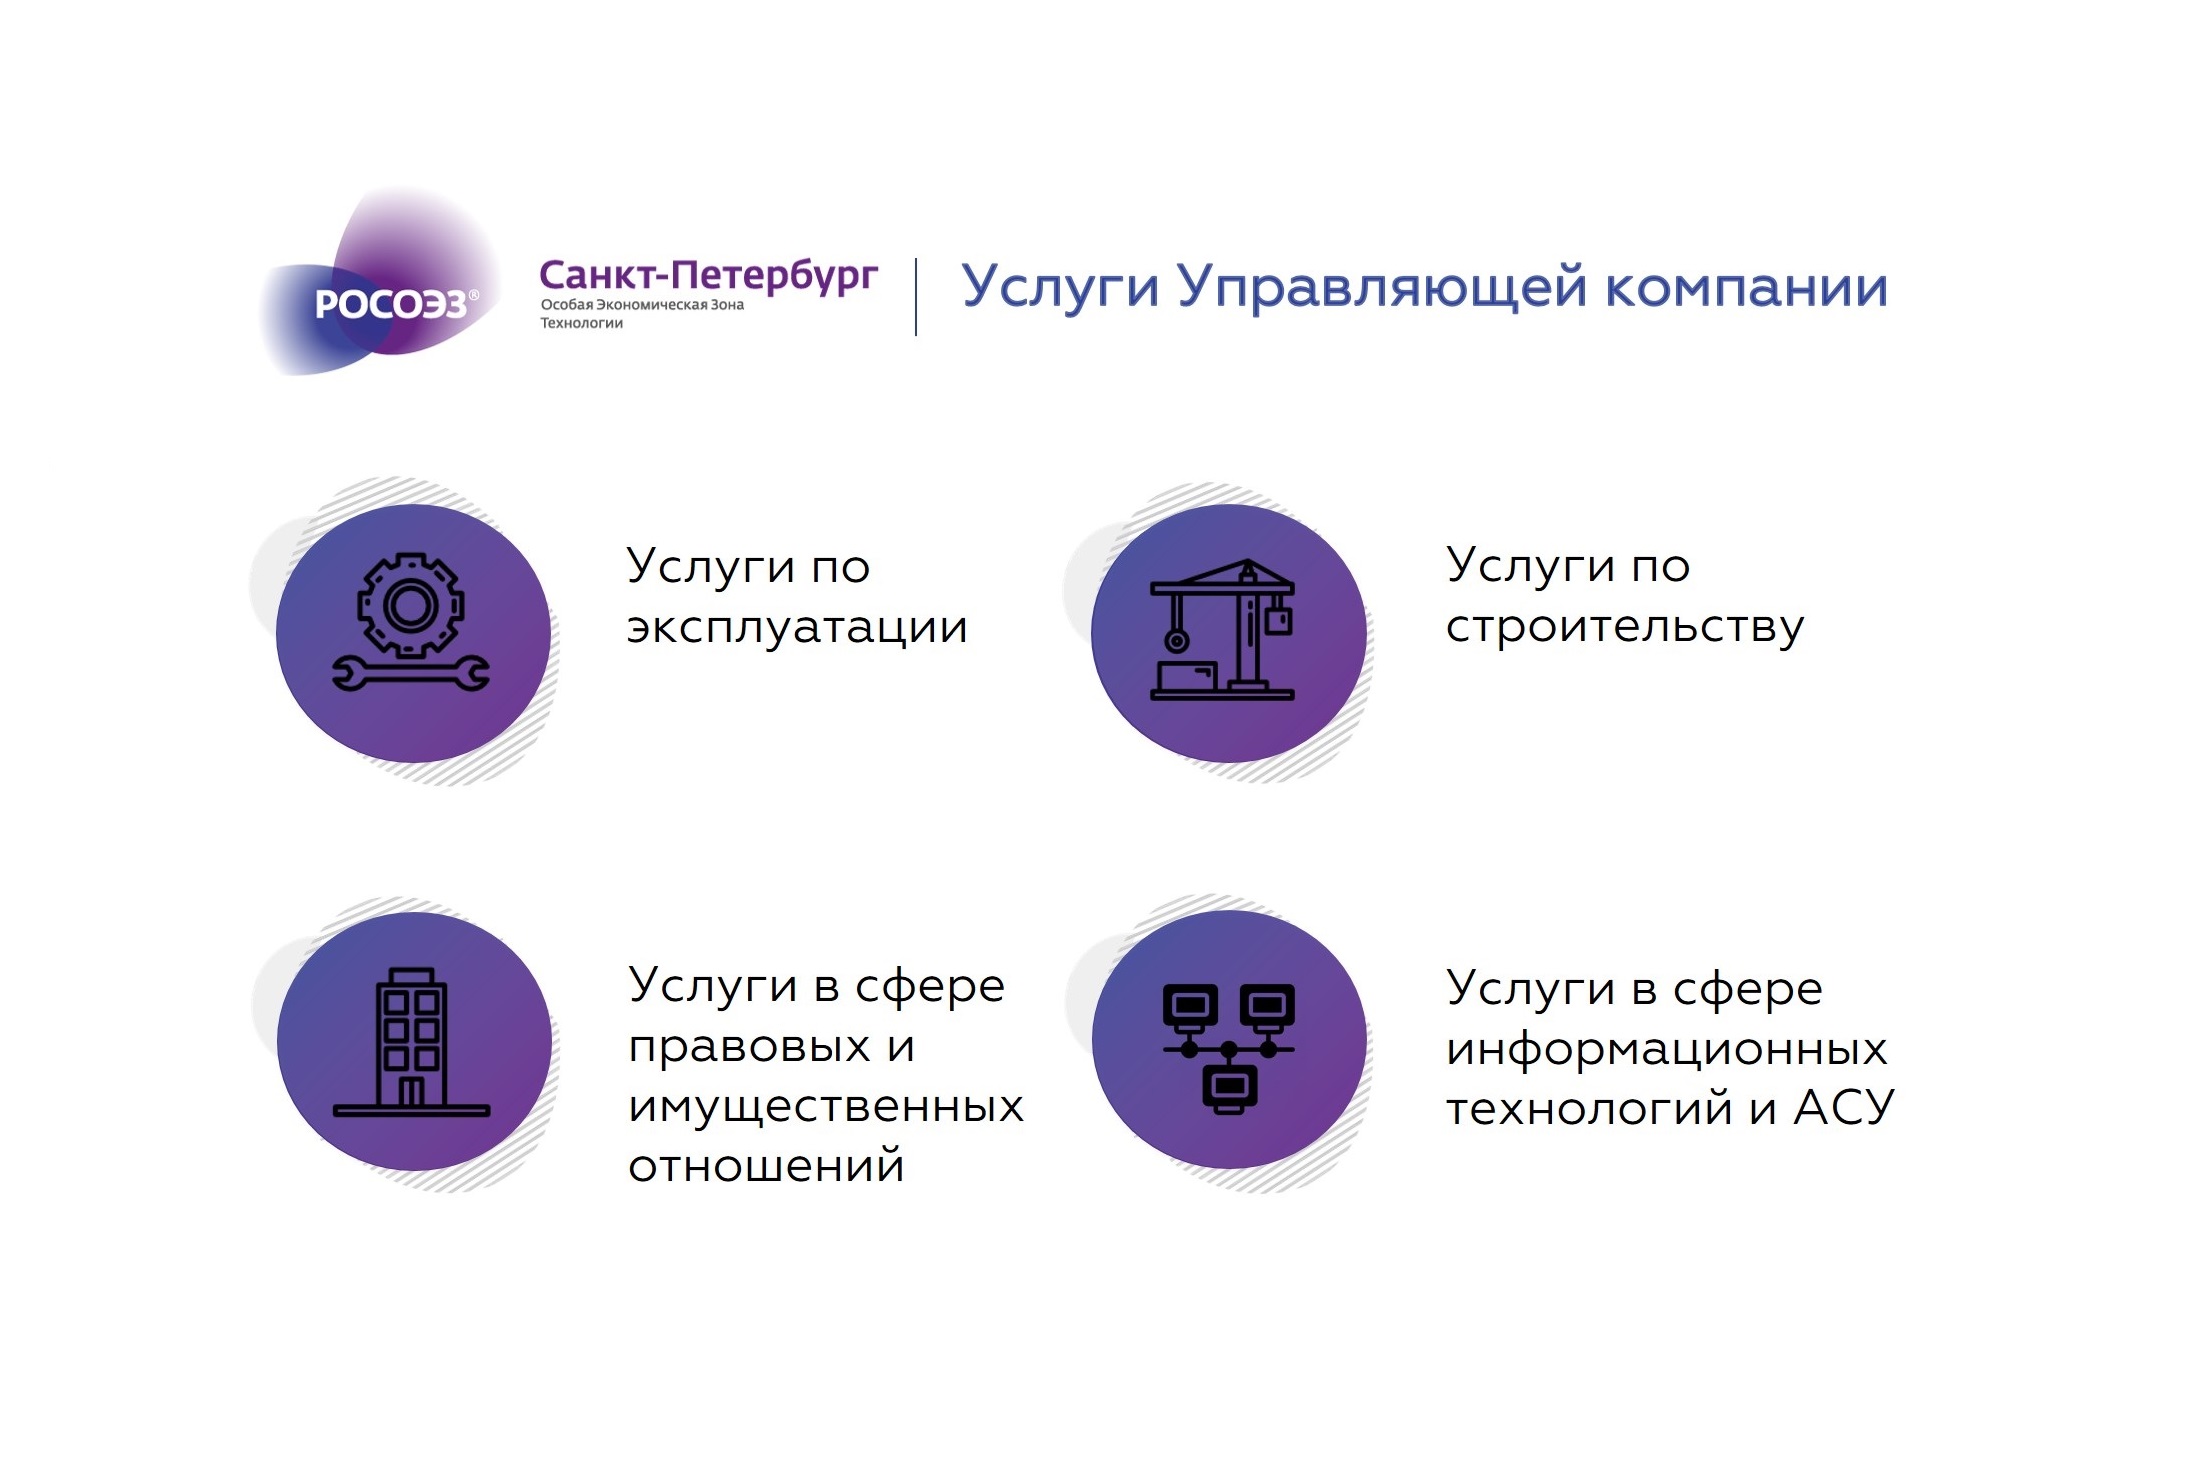 РОСОЭЗ®
Санкт-Петербург
Особая Экономическая Зона
Технологии
Услуги Управляющей компании
Услуги по
эксплуатации
Услуги по
строительству
Услуги в сфере
правовых и
имущественных
отношений
Услуги в сфере
информационных
технологий и АСУ